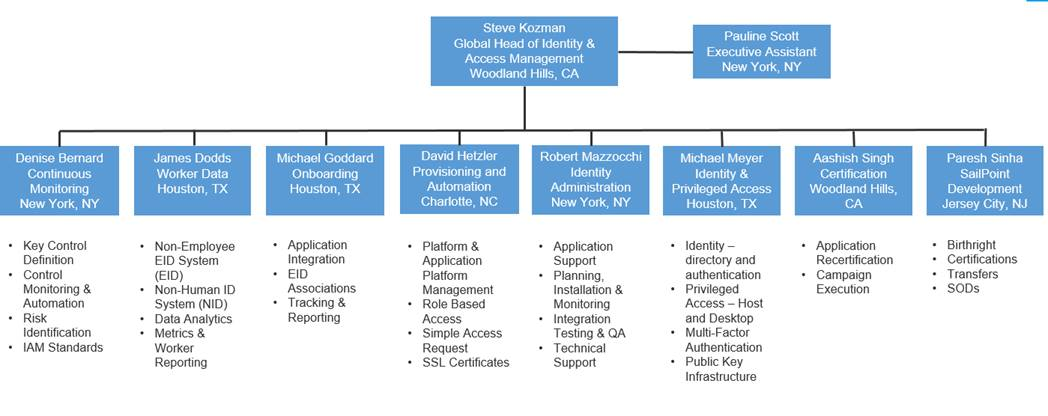 Steve Kozman
Global Head of Identity &
Access Management
Woodland Hills, CA
Pauline Scott
Executive Assistant
New York, NY
Denise Bernard
Continuous
Monitoring
New York, NY
James Dodds
Worker Data
Houston, TX
Michael Goddard
Onboarding
Houston, TX
David Hetzler
Provisioning and
Automation
Charlotte, NC
Robert Mazzocchi
Identity
Administration
New York, NY
Michael Meyer
Identity &
Privileged Access
Houston, TX
Aashish Singh
Certification
Woodland Hills,
CA
Paresh Sinha
SailPoint
Development
Jersey City, NJ
• Key Control
Definition
• Control
Monitoring &
Automation
• Risk
Identification
• IAM Standards
• Non-Employee
EID System
(EID)
• Non-Human ID
System (NID)
• Data Analytics
• Metrics &
Worker
Reporting
• Application
Integration
• EID
Associations
• Tracking &
Reporting
• Platform &
Application
Platform
Management
• Role Based
Access
• Simple Access
Request
• SSL Certificates
• Application
Support
• Planning,
Installation &
Monitoring
• Integration
Testing & QA
• Technical
Support
• Identity –
directory and
authentication
• Privileged
Access – Host
and Desktop
• Multi-Factor
Authentication
• Public Key
Infrastructure
• Application
Recertification
• Campaign
Execution
• Birthright
• Certifications
• Transfers
• SODs